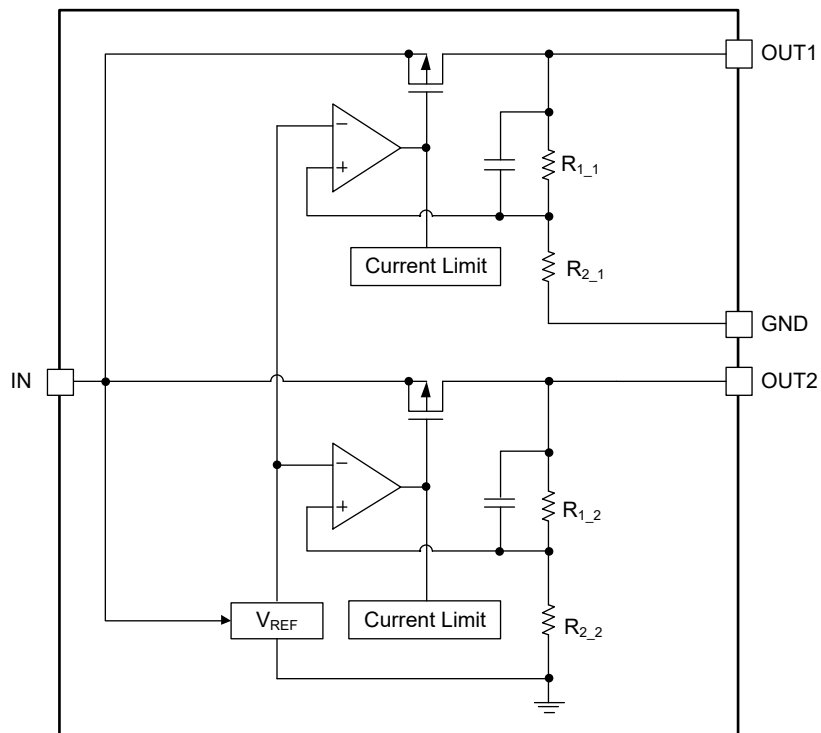 OUT1
−
+
R1_1
Current Limit
R2_1
GND
IN
OUT2
−
+
R1_2
VREF
Current Limit
R2_2